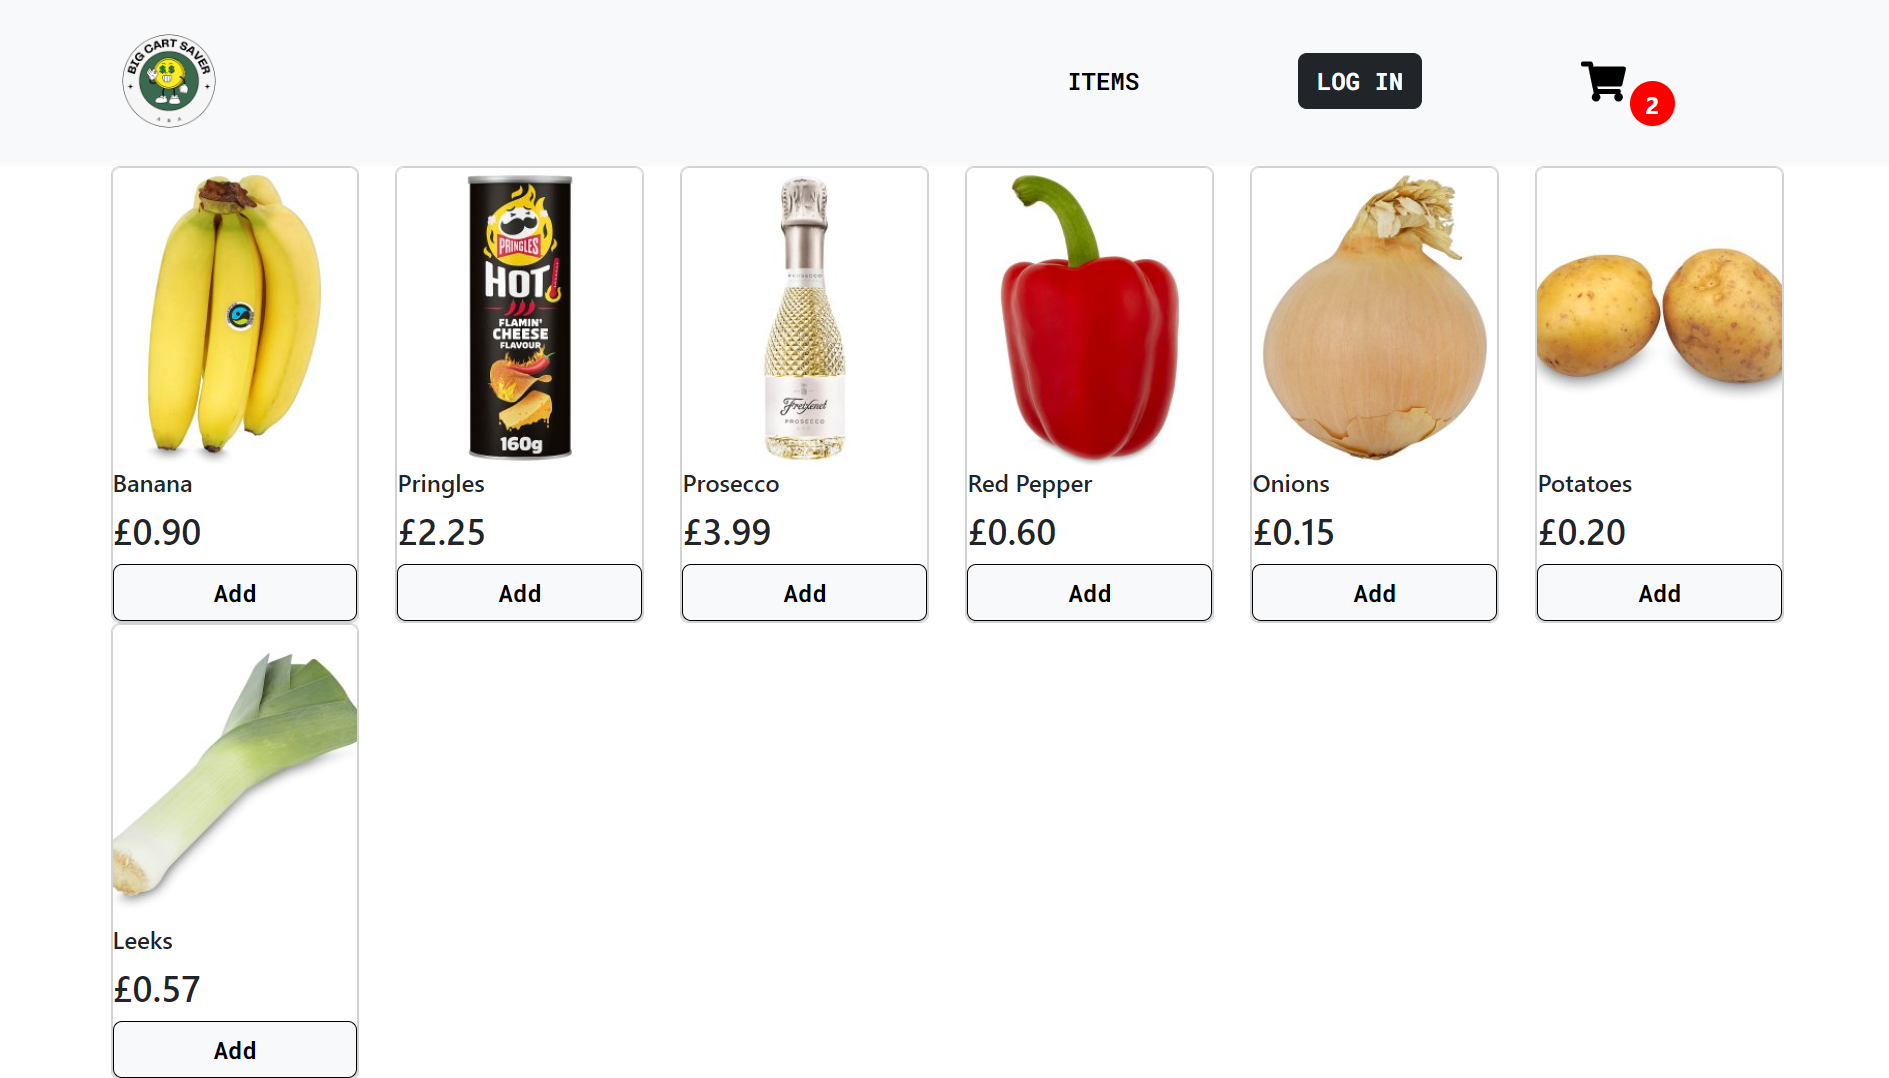 BIG CART SAVER
ITEMS
LOG IN
2
PRINGLES
HOT
FLAMIN'
CHEESE
FLAVOUR
160g
PROSECCO
Freixenet
PROSECCO
Banana
Pringles
Prosecco
Red Pepper
Onions
Potatoes
£0.90
£2.25
£3.99
£0.60
£0.15
£0.20
Add
Add
Add
Add
Add
Add
Leeks
£0.57
Add